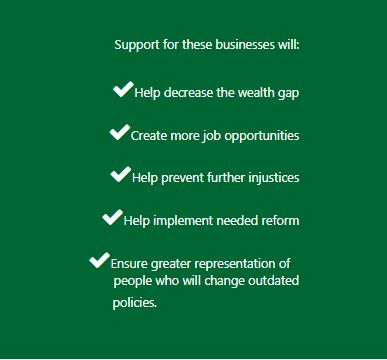 Support for these businesses will:
Help decrease the wealth gap
Create more job opportunities
Help prevent further injustices
Help implement needed reform
Ensure greater representation of
people who will change outdated
policies.